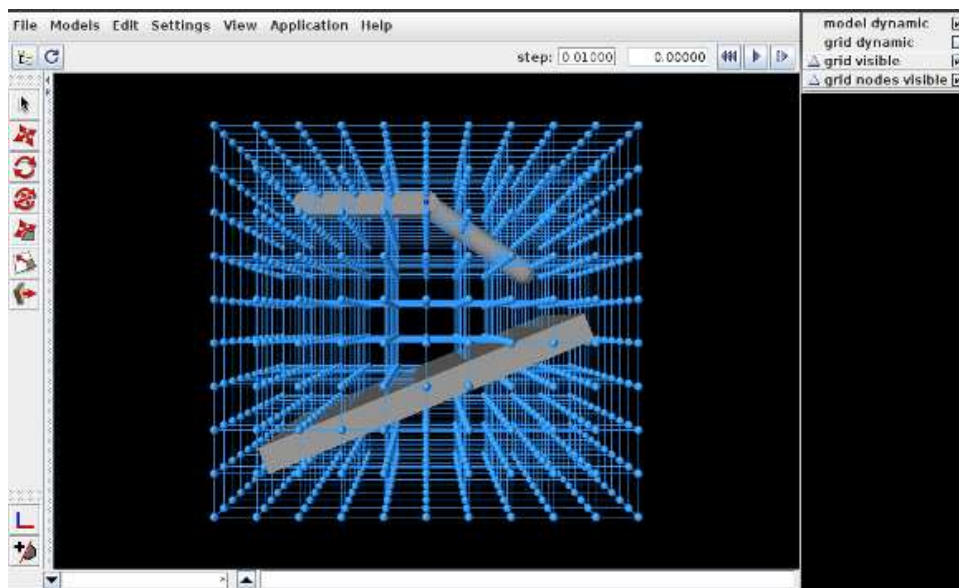 File Models Edit Settings View Application Help
step: 0.01000 0.00000
model dynamic
grid dynamic
grid visible
grid nodes visible